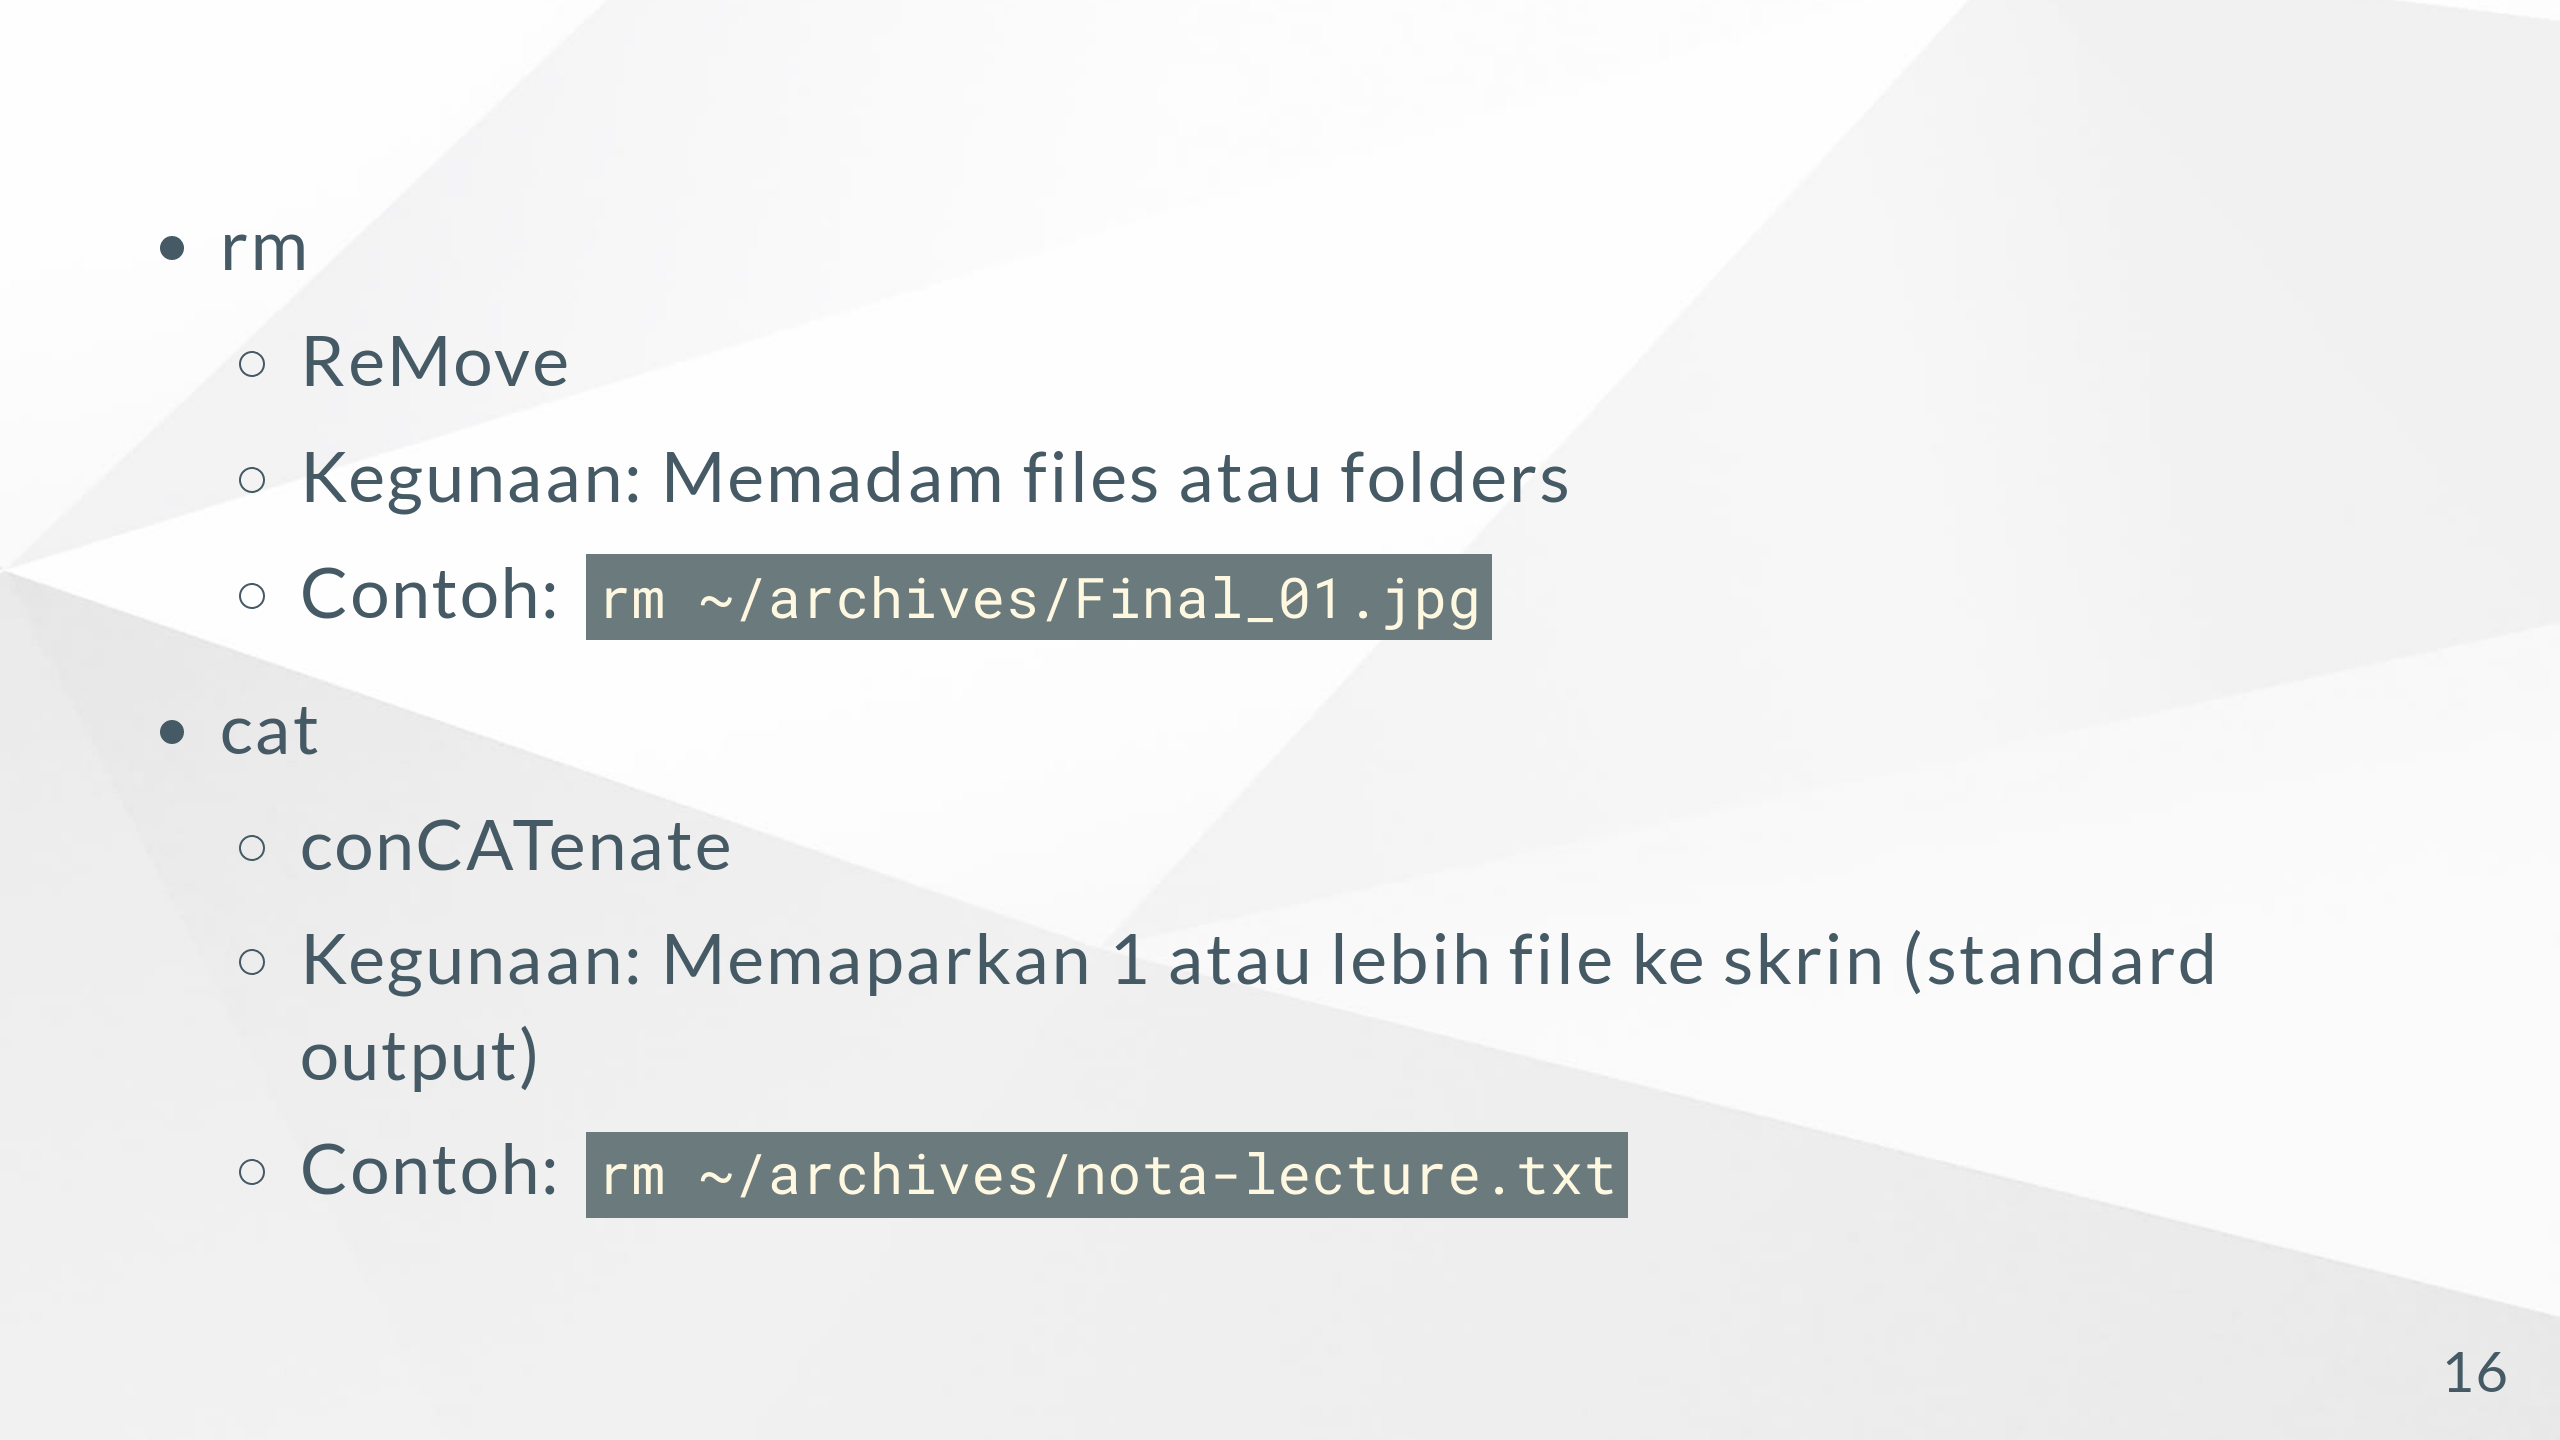 • rm
○ ReMove
○ Kegunaan: Memadam files atau folders
○ Contoh: rm ~/archives/Final_01.jpg
• cat
○ conCATenate
○ Kegunaan: Memaparkan 1 atau lebih file ke skrin (standard
output)
○ Contoh: rm ~/archives/nota-lecture.txt
16